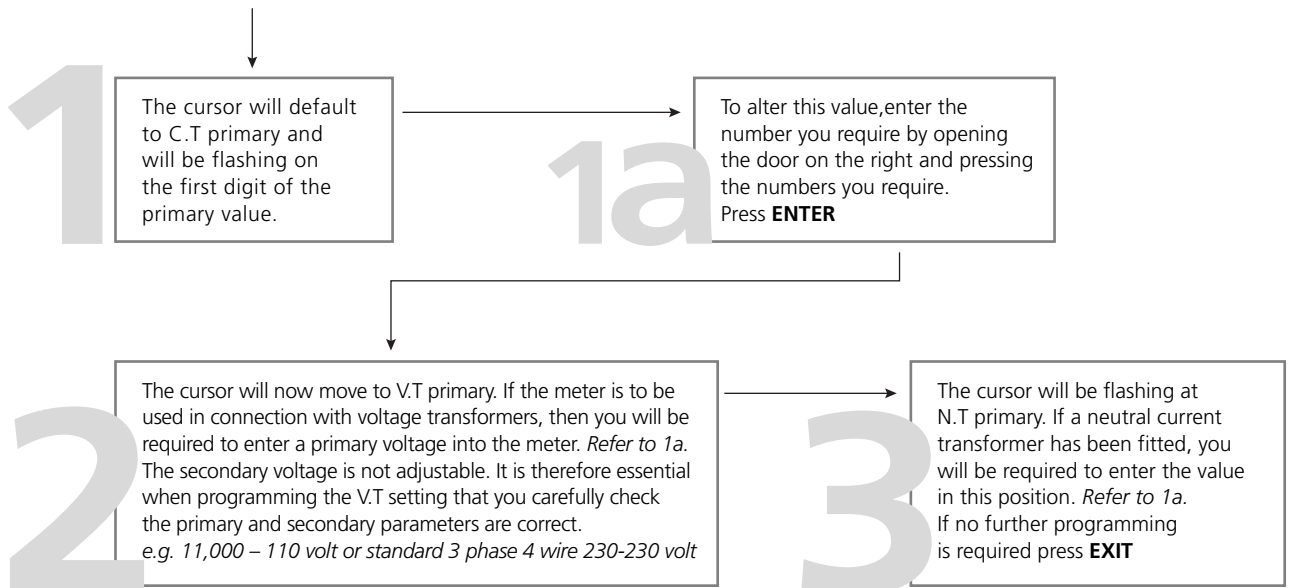 1
The cursor will default
to C.T primary and
will be flashing on
the first digit of the
primary value.
1a
To alter this value,enter the
number you require by opening
the door on the right and pressing
the numbers you require.
Press ENTER
2
The cursor will now move to V.T primary. If the meter is to be
used in connection with voltage transformers, then you will be
required to enter a primary voltage into the meter. Refer to 1a.
The secondary voltage is not adjustable. It is therefore essential
when programming the V.T setting that you carefully check
the primary and secondary parameters are correct.
e.g. 11,000 – 110 volt or standard 3 phase 4 wire 230-230 volt
3
The cursor will be flashing at
N.T primary. If a neutral current
transformer has been fitted, you
will be required to enter the value
in this position. Refer to 1a.
If no further programming
is required press EXIT